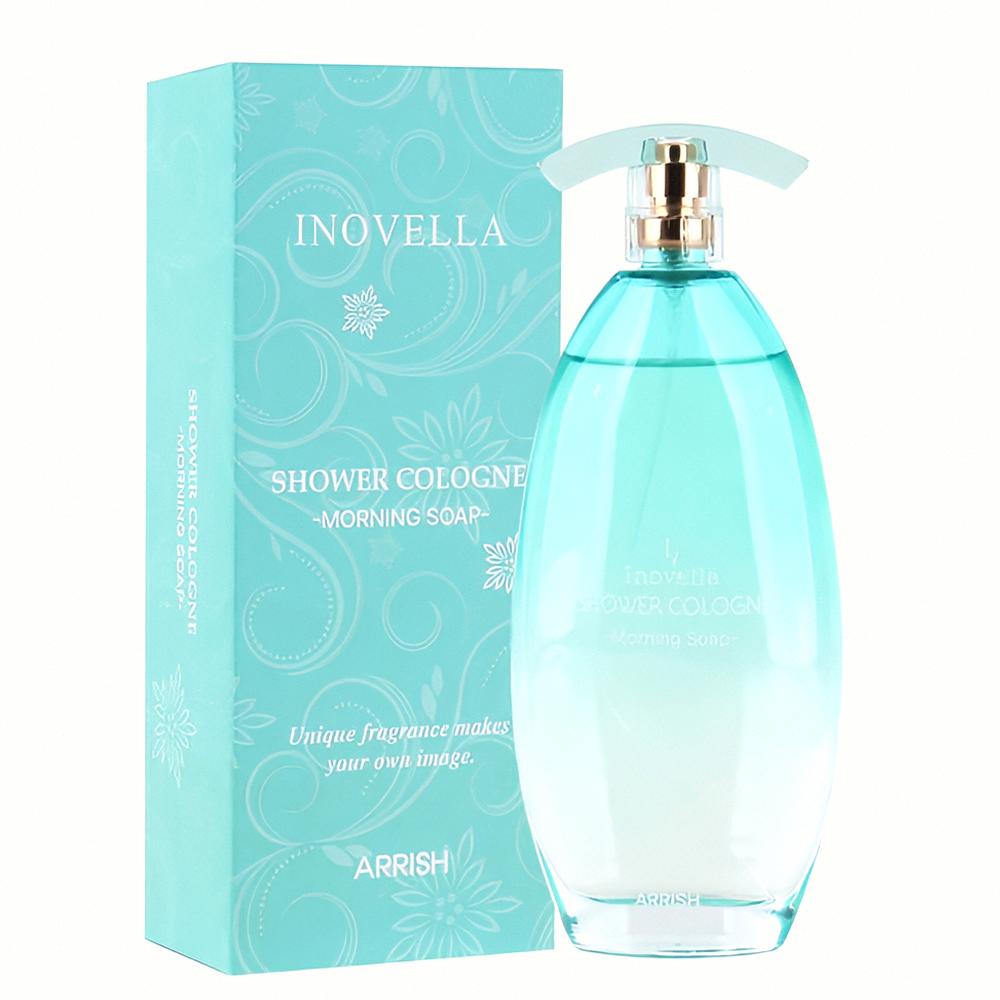 INOVELLA
SHOWER COLOGNE
-MORNING SOAP-
Unique fragrance makes
your own image.
ARRISH
SHOWER COLOGNE
-MORNING SOAP-
Inovella
SHOWER COLOGN
-Morning Soap-
ARRISH